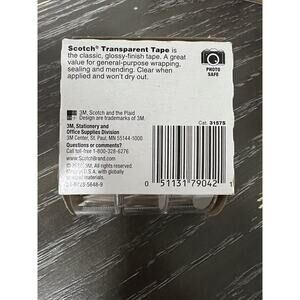 Scotch® Transparent Tape is
the classic, glossy-finish tape. A great
value for general-purpose wrapping,
sealing and mending. Clear when
applied and won't dry out.
PHOTO
SAFE
3M, Scotch and the Plaid
Design are trademarks of 3M.
Cat. 3157S
3M, Stationery and
Office Supplies Division
3M Center, St. Paul, MN 55144-1000
Questions or comments?
Call toll-free 1-800-328-6276
www.ScotchBrand.com
3M. All rights reserved.
U.S.A. with globally
materials.
0 51131 79042 1